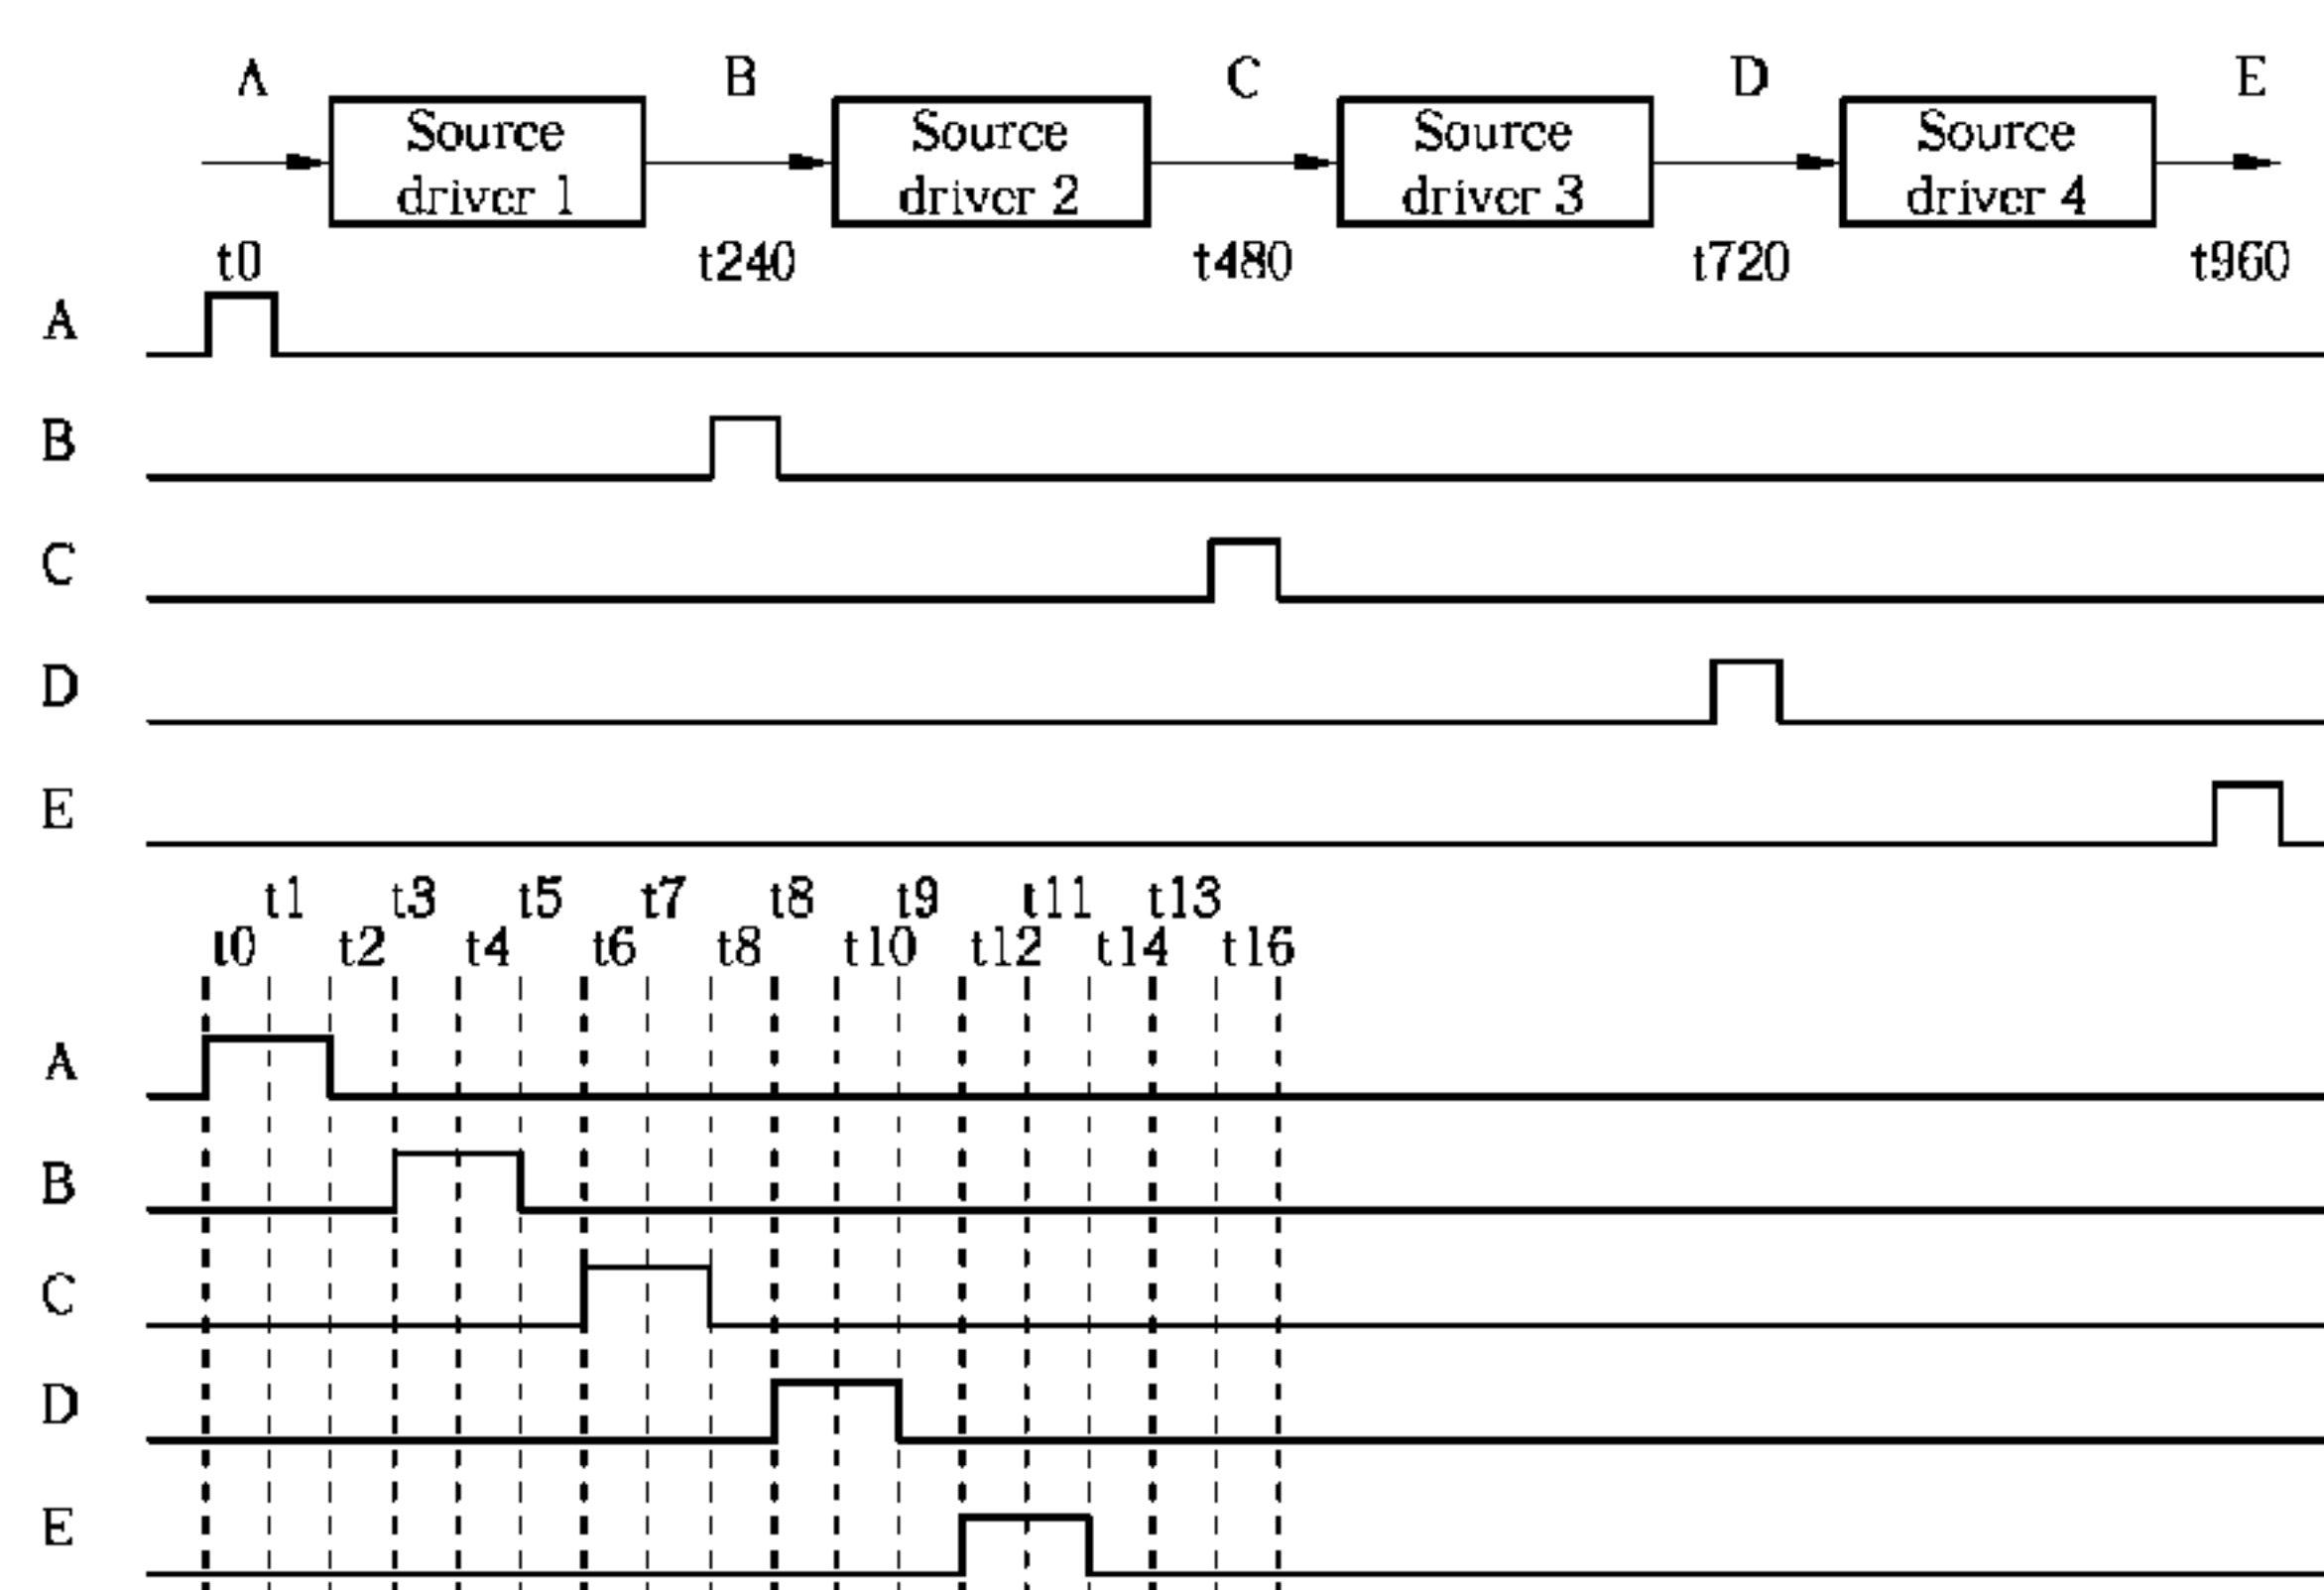 A B C D E
Source driver 1
Source driver 2
Source driver 3
Source driver 4
t0 t240 t480 t720 t960
A
B
C
D
E
t1 t3 t5 t7 t8 t9 t11 t13
t0 t2 t4 t6 t8 t10 t12 t14 t16
A
B
C
D
E